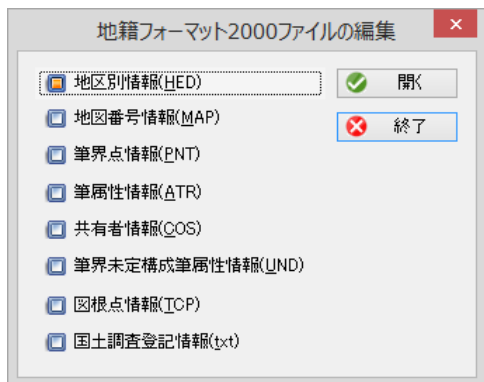 地籍フォーマット2000ファイルの編集
地区別情報(HED)
開く
地図番号情報(MAP)
終了
筆界点情報(PNT)
筆属性情報(ATR)
共有者情報(COS)
筆界未定構成筆属性情報(UND)
図根点情報(TCP)
国土調査登記情報(txt)